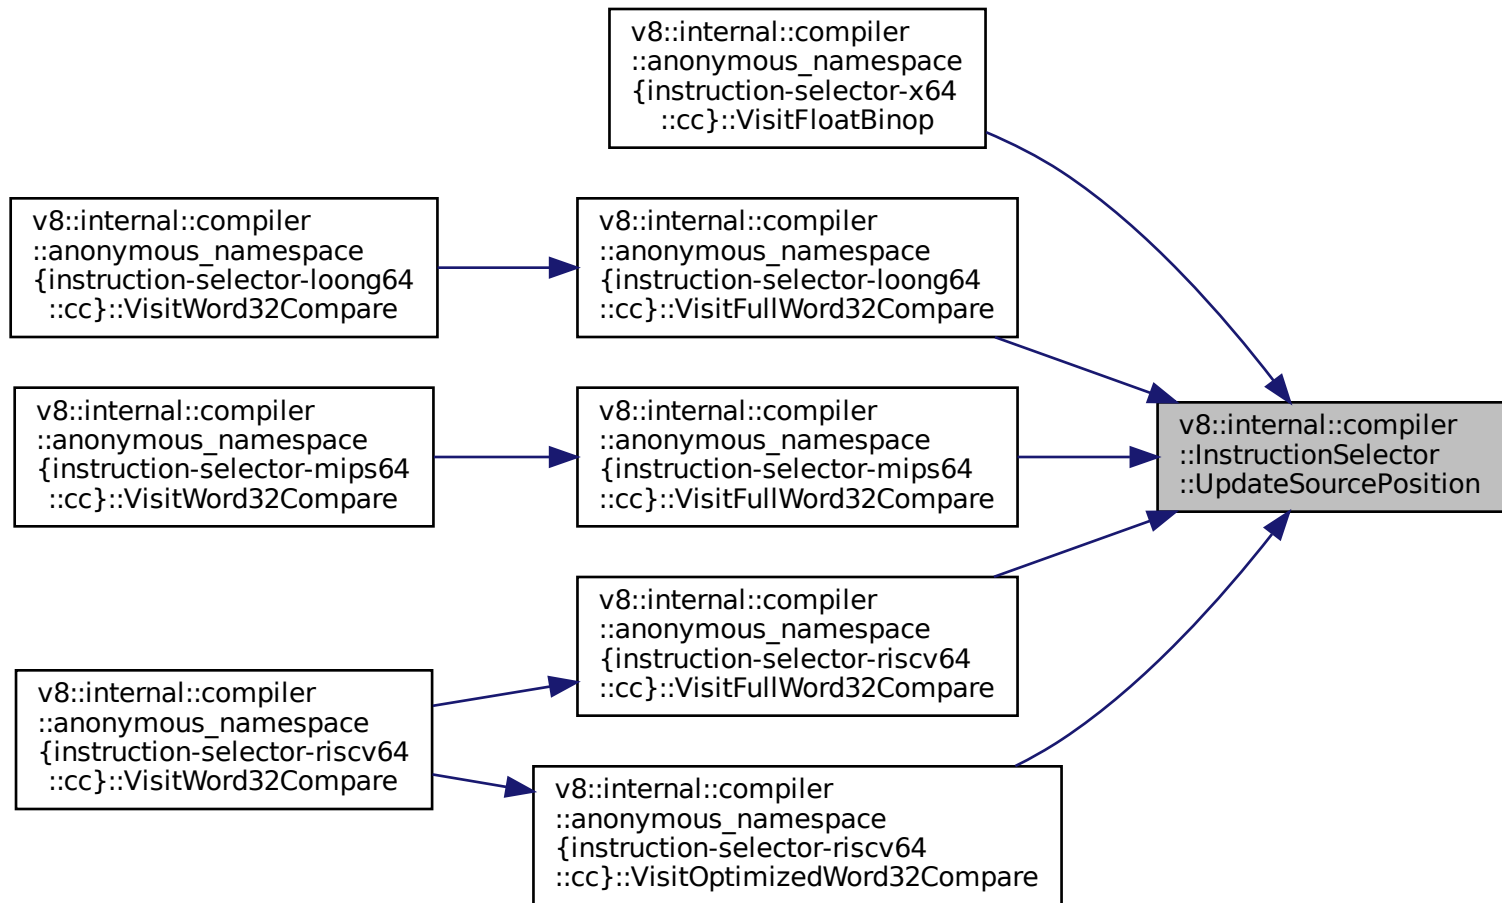 v8::internal::compiler
::anonymous_namespace
{instruction-selector-x64
::cc}::VisitFloatBinop
v8::internal::compiler
::anonymous_namespace
{instruction-selector-loong64
::cc}::VisitWord32Compare
v8::internal::compiler
::anonymous_namespace
{instruction-selector-loong64
::cc}::VisitFullWord32Compare
v8::internal::compiler
::anonymous_namespace
{instruction-selector-mips64
::cc}::VisitWord32Compare
v8::internal::compiler
::anonymous_namespace
{instruction-selector-mips64
::cc}::VisitFullWord32Compare
v8::internal::compiler
::InstructionSelector
::UpdateSourcePosition
v8::internal::compiler
::anonymous_namespace
{instruction-selector-riscv64
::cc}::VisitFullWord32Compare
v8::internal::compiler
::anonymous_namespace
{instruction-selector-riscv64
::cc}::VisitWord32Compare
v8::internal::compiler
::anonymous_namespace
{instruction-selector-riscv64
::cc}::VisitOptimizedWord32Compare